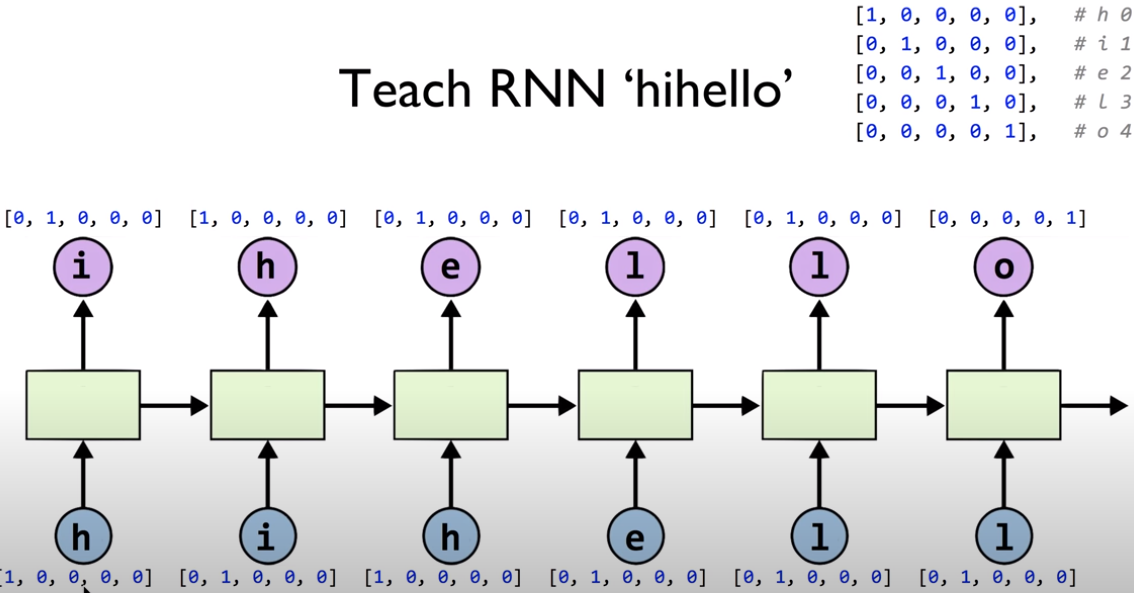 [1, 0, 0, 0, 0], # h 0
[0, 1, 0, 0, 0], # i 1
[0, 0, 1, 0, 0], # e 2
[0, 0, 0, 1, 0], # l 3
[0, 0, 0, 0, 1], # o 4
Teach RNN ‘hihello’
[0, 1, 0, 0, 0] [1, 0, 0, 0, 0] [0, 1, 0, 0, 0] [0, 1, 0, 0, 0] [0, 1, 0, 0, 0] [0, 0, 0, 0, 1]
i h e l l o
h i h e l l
[1, 0, 0, 0, 0] [0, 1, 0, 0, 0] [1, 0, 0, 0, 0] [0, 1, 0, 0, 0] [0, 1, 0, 0, 0] [0, 1, 0, 0, 0]